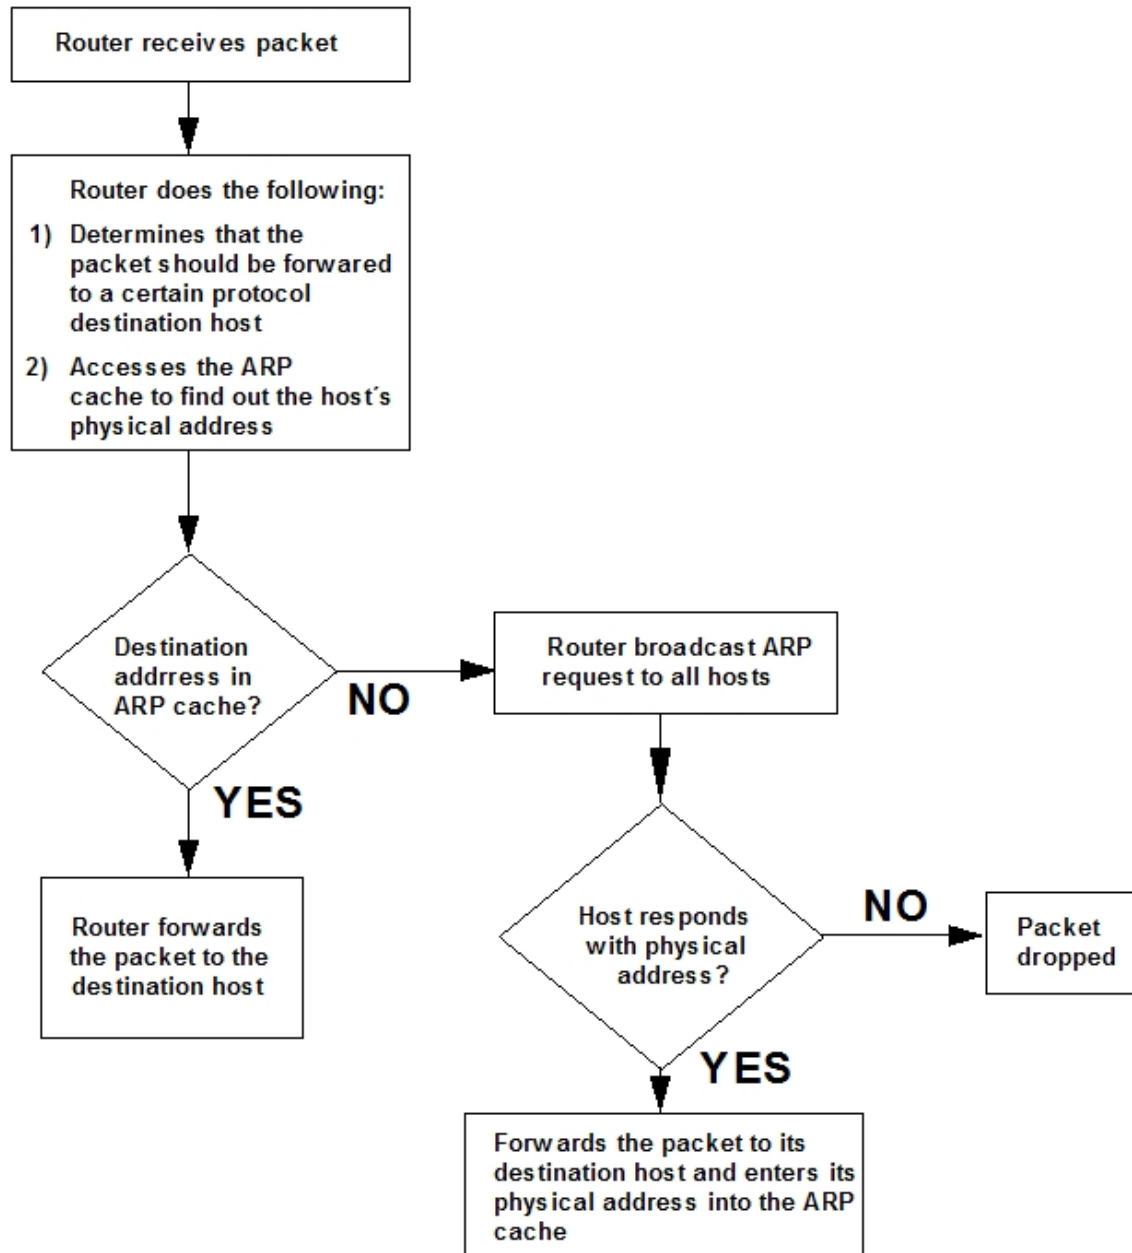 Router receives packet
Router does the following:
1) Determines that the
packet should be forwared
to a certain protocol
destination host
2) Accesses the ARP
cache to find out the host´s
physical address
Destination
addrress in
ARP cache?
NO
YES
Router forwards
the packet to the
destination host
Router broadcast ARP
request to all hosts
Host responds
with physical
address?
NO
Packet
dropped
YES
Forwards the packet to its
destination host and enters its
physical address into the ARP
cache